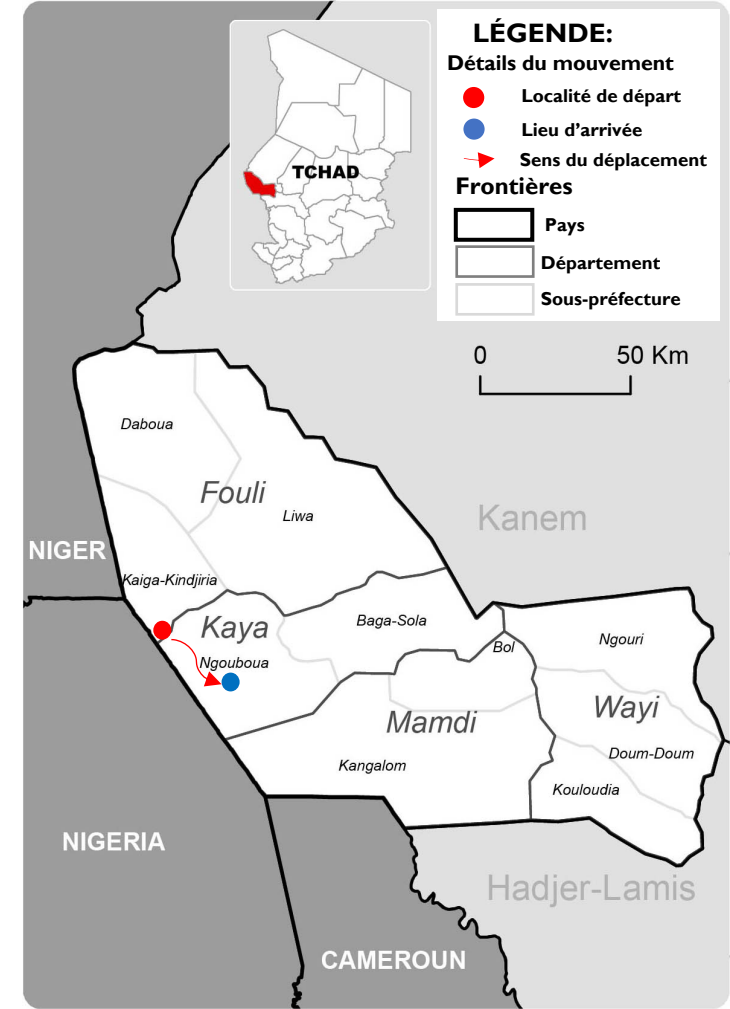 LÉGENDE:
Détails du mouvement
Localité de départ
Lieu d’arrivée
Sens du déplacement
Frontières
Pays
Département
Sous-préfecture
TCHAD
0 50 Km
Daboua
Fouli
Liwa
Kanem
NIGER
Kaiga-Kindjiria
Kaya
Baga-Sola
Ngouri
Bol
Ngouboua
Wayi
Mamdi
Doum-Doum
Kangalom
Kouloudia
NIGERIA
Hadjer-Lamis
CAMEROUN